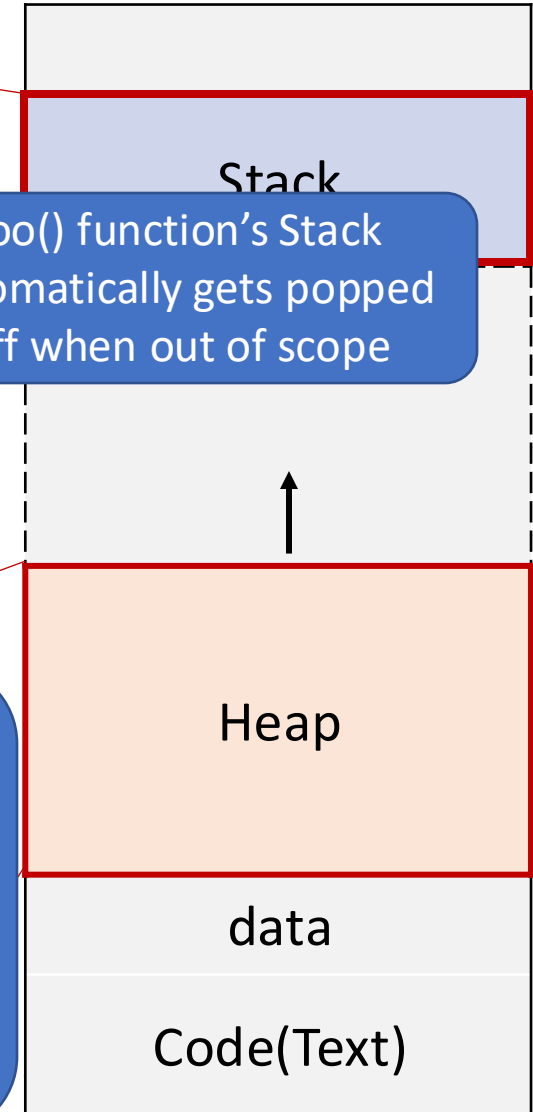 Stack
oo() function’s Stack
omatically gets popped
ff when out of scope
Heap
data
Code(Text)